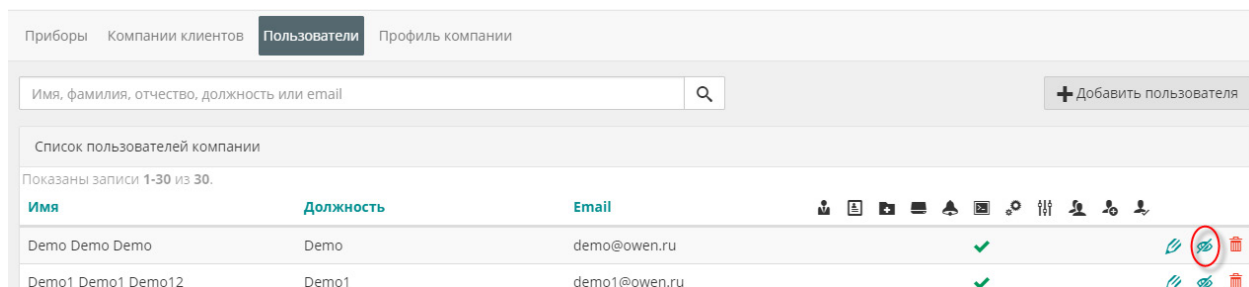 Приборы Компании клиентов Пользователи Профиль компании
Имя, фамилия, отчество, должность или email
Добавить пользователя
Список пользователей компании
Показаны записи 1-30 из 30.
Имя Должность Email
Demo Demo Demo Demo demo@owen.ru
Demo1 Demo1 Demo12 Demo1 demo1@owen.ru